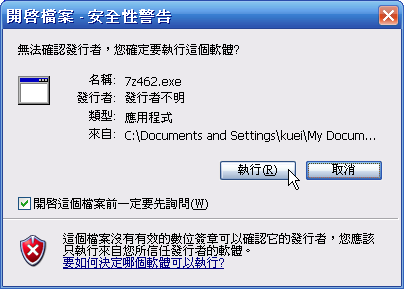 開啓檔案 - 安全性警告
無法確認發行者，您確定要執行這個軟體?
名稱: 7z462.exe
發行者: 發行者不明
類型: 應用程式
來自: C:\Documents and Settings\kuei\My Docum...
執行(R)
取消
開啓這個檔案前一定要先詢問(W)
這個檔案沒有有效的數位簽章可以確認它的發行者，您應該
只執行來自您所信任發行者的軟體。
要如何決定哪個軟體可以執行?